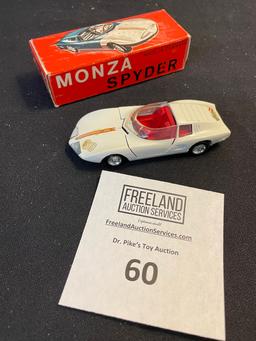 MONZA
SPYDER
FREELAND
AUCTION SERVICES
FreelandAuctionServices.com
Dr. Pike's Toy Auction
60